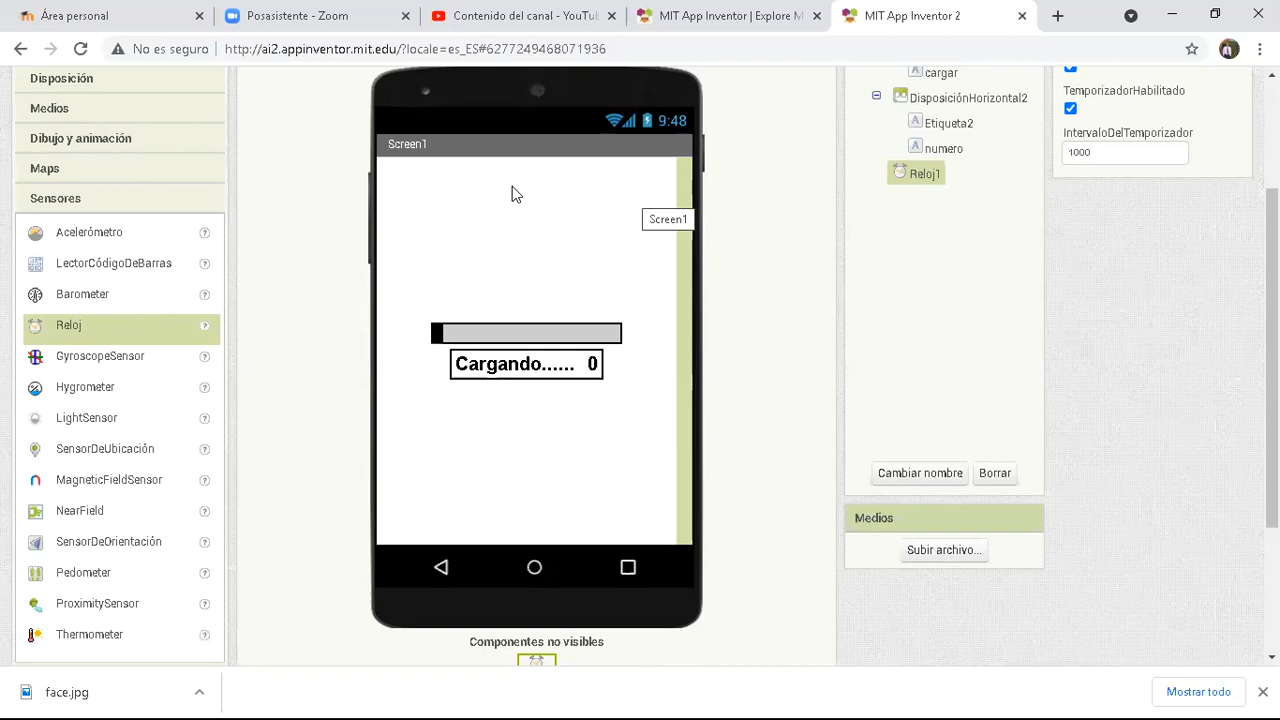 Área personal
Posasistente - Zoom
Contenido del canal - YouTu
MIT App Inventor | Explore M
MIT App Inventor 2
No es seguro
http://ai2.appinventor.mit.edu/?locale=es_ES#6277249468071936
Disposición
Medios
Dibujo y animación
Maps
Sensores
Acelerómetro
LectorCódigoDeBarras
Barometer
Reloj
GyroscopeSensor
Hygrometer
LightSensor
SensorDeUbicación
MagneticFieldSensor
NearField
SensorDeOrientación
Pedometer
ProximitySensor
Thermometer
9:48
Screen1
Screen1
Cargando...... 0
Componentes no visibles
cargar
DisposiciónHorizontal2
Etiqueta2
numero
Reloj1
Cambiar nombre
Borrar
Medios
Subir archivo...
TemporizadorHabilitado
IntervaloDelTemporizador
1000
face.jpg
Mostrar todo